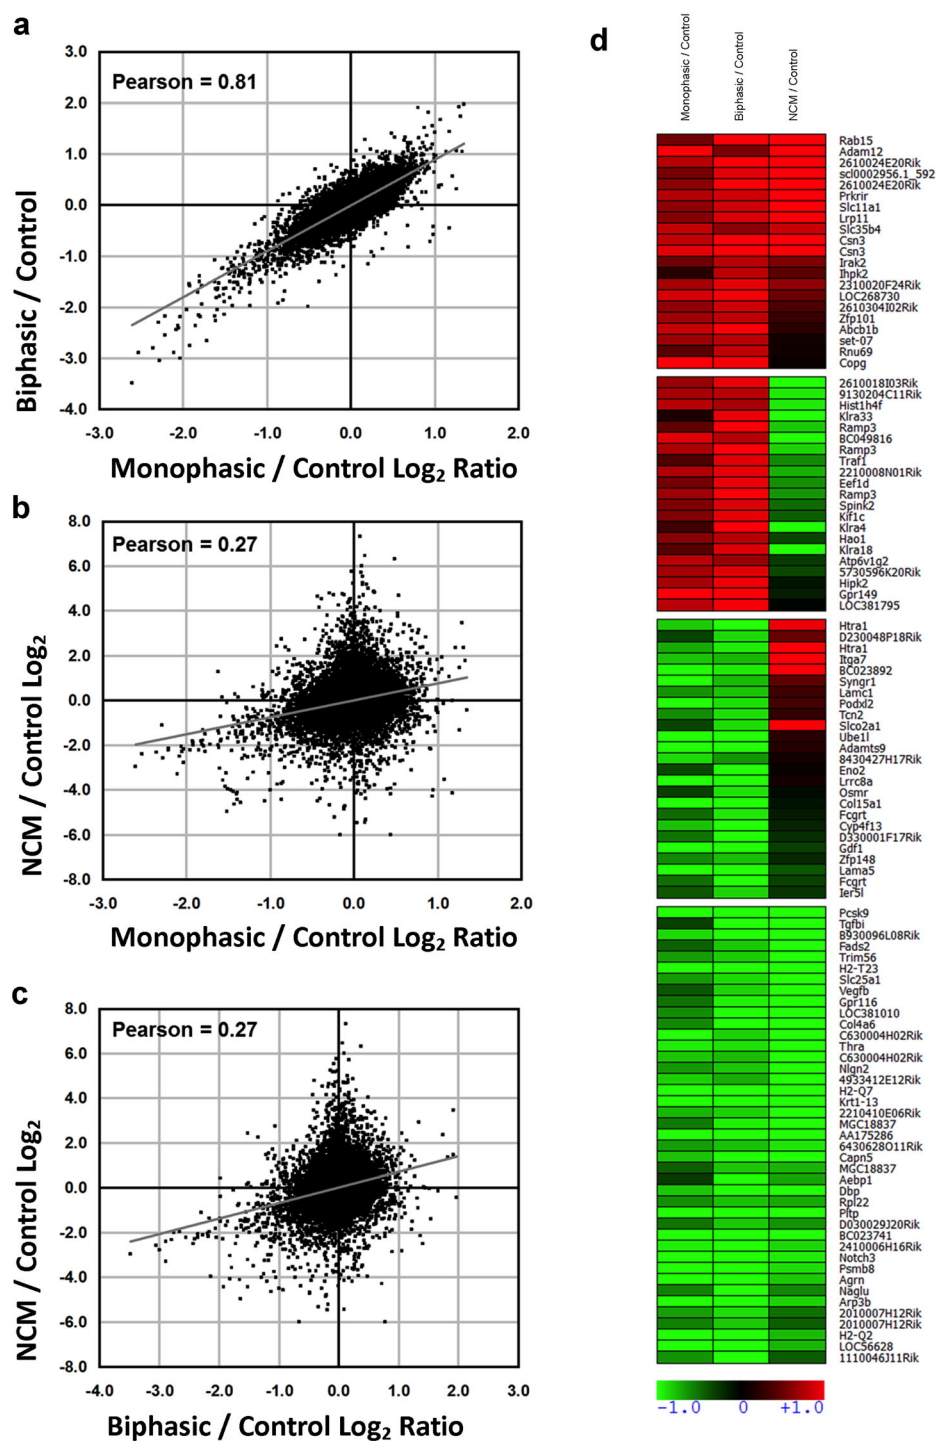 a
3.0
Pearson = 0.81
2.0
1.0
0.0
-1.0
-2.0
-3.0
-4.0
-3.0 -2.0 -1.0 0.0 1.0 2.0
Biphasic / Control
Monophasic / Control Log2 Ratio
b
8.0
Pearson = 0.27
6.0
4.0
2.0
0.0
-2.0
-4.0
-6.0
-8.0
-3.0 -2.0 -1.0 0.0 1.0 2.0
NCM / Control Log2
Monophasic / Control Log2 Ratio
c
8.0
Pearson = 0.27
6.0
4.0
2.0
0.0
-2.0
-4.0
-6.0
-8.0
-4.0 -3.0 -2.0 -1.0 0.0 1.0 2.0 3.0
NCM / Control Log2
Biphasic / Control Log2 Ratio
d
Monophasic / Control
Biphasic / Control
NCM / Control
Rab15
Adam12
2610024E20Rik
scl0002956.1_592
2610024E20Rik
Prkrir
Slc11a1
Lrp11
Slc35b4
Csn3
Csn3
Irak2
Ihpk2
2310020F24Rik
LOC268730
2610304I02Rik
Zfp101
Abcb1b
set-07
Rnu69
Copg
2610018I03Rik
9130204C11Rik
Hist1h4f
Klra33
Ramp3
BC049816
Ramp3
Traf1
2210008N01Rik
Eef1d
Ramp3
Spink2
Kif1c
Klra4
Hao1
Klra18
Atp6v1g2
5730596K20Rik
Hipk2
Gpr149
LOC381795
Htra1
D230048P18Rik
Htra1
Itga7
BC023892
Syngr1
Lamc1
Podxl2
Tcn2
Slco2a1
Ube1l
Adamts9
8430427H17Rik
Eno2
Lrrc8a
Osmr
Col15a1
Fcgrt
Cyp4f13
D330001F17Rik
Gdf1
Zfp148
Lama5
Fcgrt
Ier5l
Pcsk9
Tgfbi
B930096L08Rik
Fads2
Trim56
H2-T23
Slc25a1
Vegfb
Gpr116
LOC381010
Col4a6
C630004H02Rik
Thra
C630004H02Rik
Nlgn2
4933412E12Rik
H2-Q7
Krt1-13
2210410E06Rik
MGC18837
AA175286
6430628O11Rik
Capn5
MGC18837
Aebp1
Dbp
Rpl22
Pltp
D030029J20Rik
BC023741
2410006H16Rik
Notch3
Psmb8
Agrn
Naglu
Arp3b
2010007H12Rik
2010007H12Rik
H2-Q2
LOC56628
1110046J11Rik
-1.0 0 +1.0